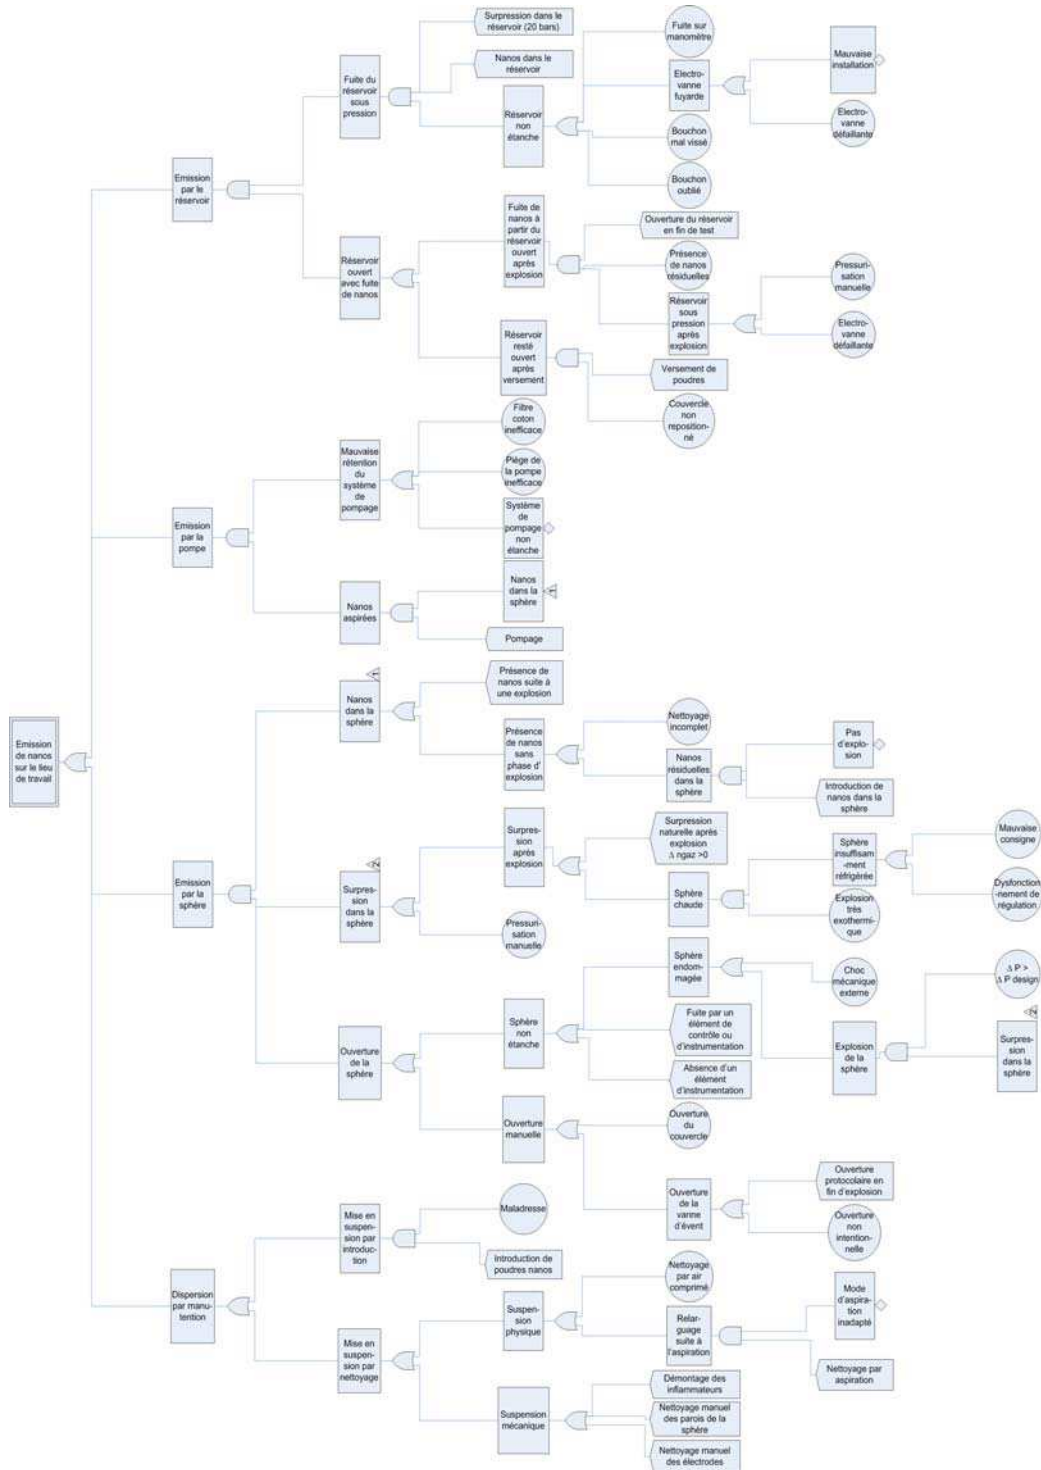 Surpression dans le
réservoir (20 bars)
Nanos dans le
réservoir
Fuite du
réservoir
sous
pression
Réservoir
non
étanche
Fuite sur
manomètre
Electro-
vanne
fuyarde
Mauvaise
installation
Electro-
vanne
défaillante
Bouchon
mal vissé
Bouchon
oublié
Emission
par le
réservoir
Réservoir
ouvert
avec fuite
de nanos
Fuite de
nanos à
partir du
réservoir
ouvert
après
explosion
Ouverture du réservoir
en fin de test
Présence
de nanos
résiduelles
Réservoir
sous
pression
après
explosion
Pressuri-
sation
manuelle
Electro-
vanne
défaillante
Réservoir
resté
ouvert
après
versement
Versement de
poudres
Couvercle
non
reposition-
né
Filtre
coton
inefficace
Mauvaise
rétention
du
système
de
pompage
Piège de
la pompe
inefficace
Système
de
pompage
non
étanche
Emission
par la
pompe
Nanos
aspirées
Nanos
dans la
sphère
1
Pompage
Nanos
dans la
sphère
1
Présence de
nanos suite à
une explosion
Présence
de nanos
sans
phase d'
explosion
Nettoyage
incomplet
Nanos
résiduelles
dans la
sphère
Pas
d'explo-
sion
Introduction de
nanos dans la
sphère
Emission
de nanos
sur le lieu
de travail
Emission
par la
sphère
Surpres-
sion
dans la
sphère
2
Surpres-
sion
après
explosion
Surpression
naturelle après
explosion
Δ ngaz >0
Sphère
chaude
Sphère
insuffisam-
-ment
réfrigérée
Mauvaise
consigne
Dysfonction
-nement de
régulation
Explosion
très
exothermi-
que
Pressuri-
sation
manuelle
Ouverture
de la
sphère
Sphère
non
étanche
Sphère
endom-
magée
Choc
mécanique
externe
Explosion
de la
sphère
Δ P >
Δ P design
Surpres-
sion
dans la
sphère
2
Fuite par un
élément de
contrôle ou
d'instrumentation
Absence d'un
élément
d'instrumentation
Ouverture
manuelle
Ouverture
du
couvercle
Ouverture
de la
vanne
d'évent
Ouverture
protocolaire en
fin d'explosion
Ouverture
non
intention-
nelle
Dispersion
par manu-
tention
Mise en
suspen-
sion par
introduc-
tion
Maladresse
Introduction de
poudres nanos
Mise en
suspen-
sion par
nettoyage
Suspen-
sion
physique
Nettoyage
par air
comprimé
Relar-
guage
suite à
l'aspiration
Mode
d'aspira-
tion
inadapté
Nettoyage par
aspiration
Suspension
mécanique
Démontage des
inflammateurs
Nettoyage manuel
des parois de la
sphère
Nettoyage manuel
des électrodes